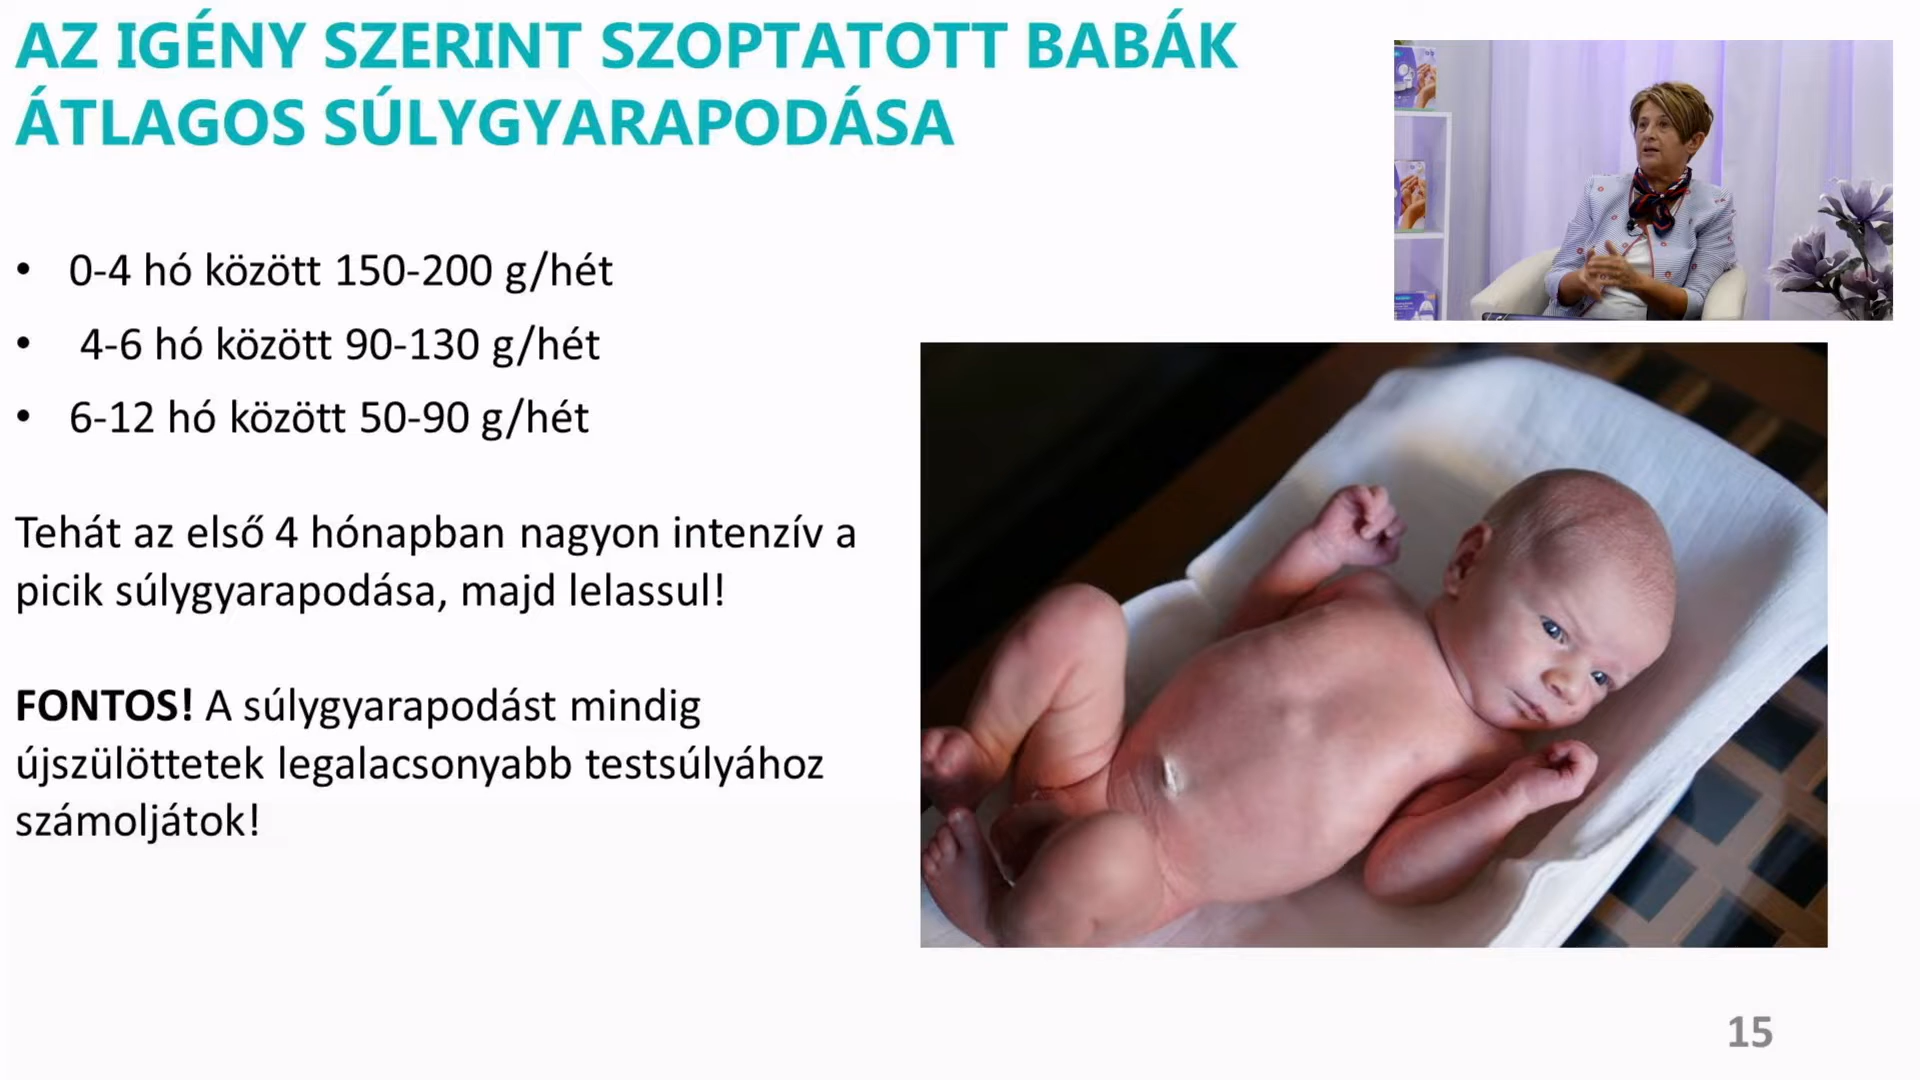 AZ IGÉNY SZERINT SZOPTATOTT BABÁK
ÁTLAGOS SÚLYGYARAPODÁSA
• 0-4 hó között 150-200 g/hét
• 4-6 hó között 90-130 g/hét
• 6-12 hó között 50-90 g/hét
Tehát az első 4 hónapban nagyon intenzív a
picik súlygyarapodása, majd lelassul!
FONTOS! A súlygyarapodást mindig
újszülöttetek legalacsonyabb testsúlyához
számoljátok!
15